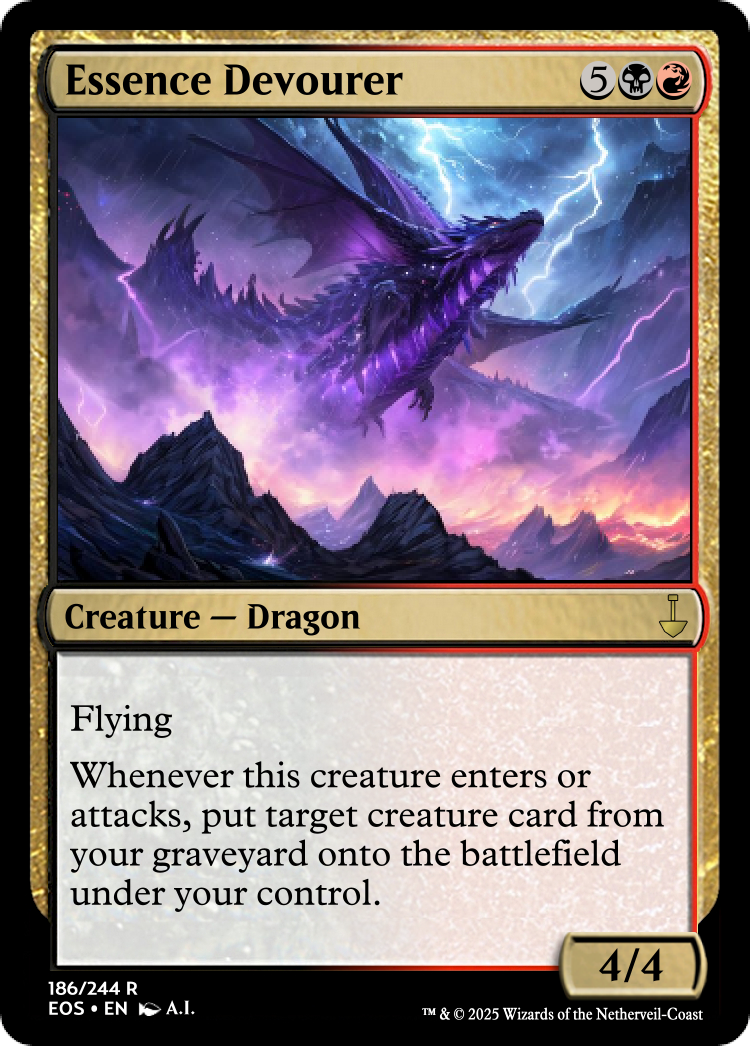 Essence Devourer 5
Creature — Dragon
Flying
Whenever this creature enters or
attacks, put target creature card from
your graveyard onto the battlefield
under your control.
4/4
186/244 R
EOS • EN A.I.
™ & © 2025 Wizards of the Netherveil-Coast